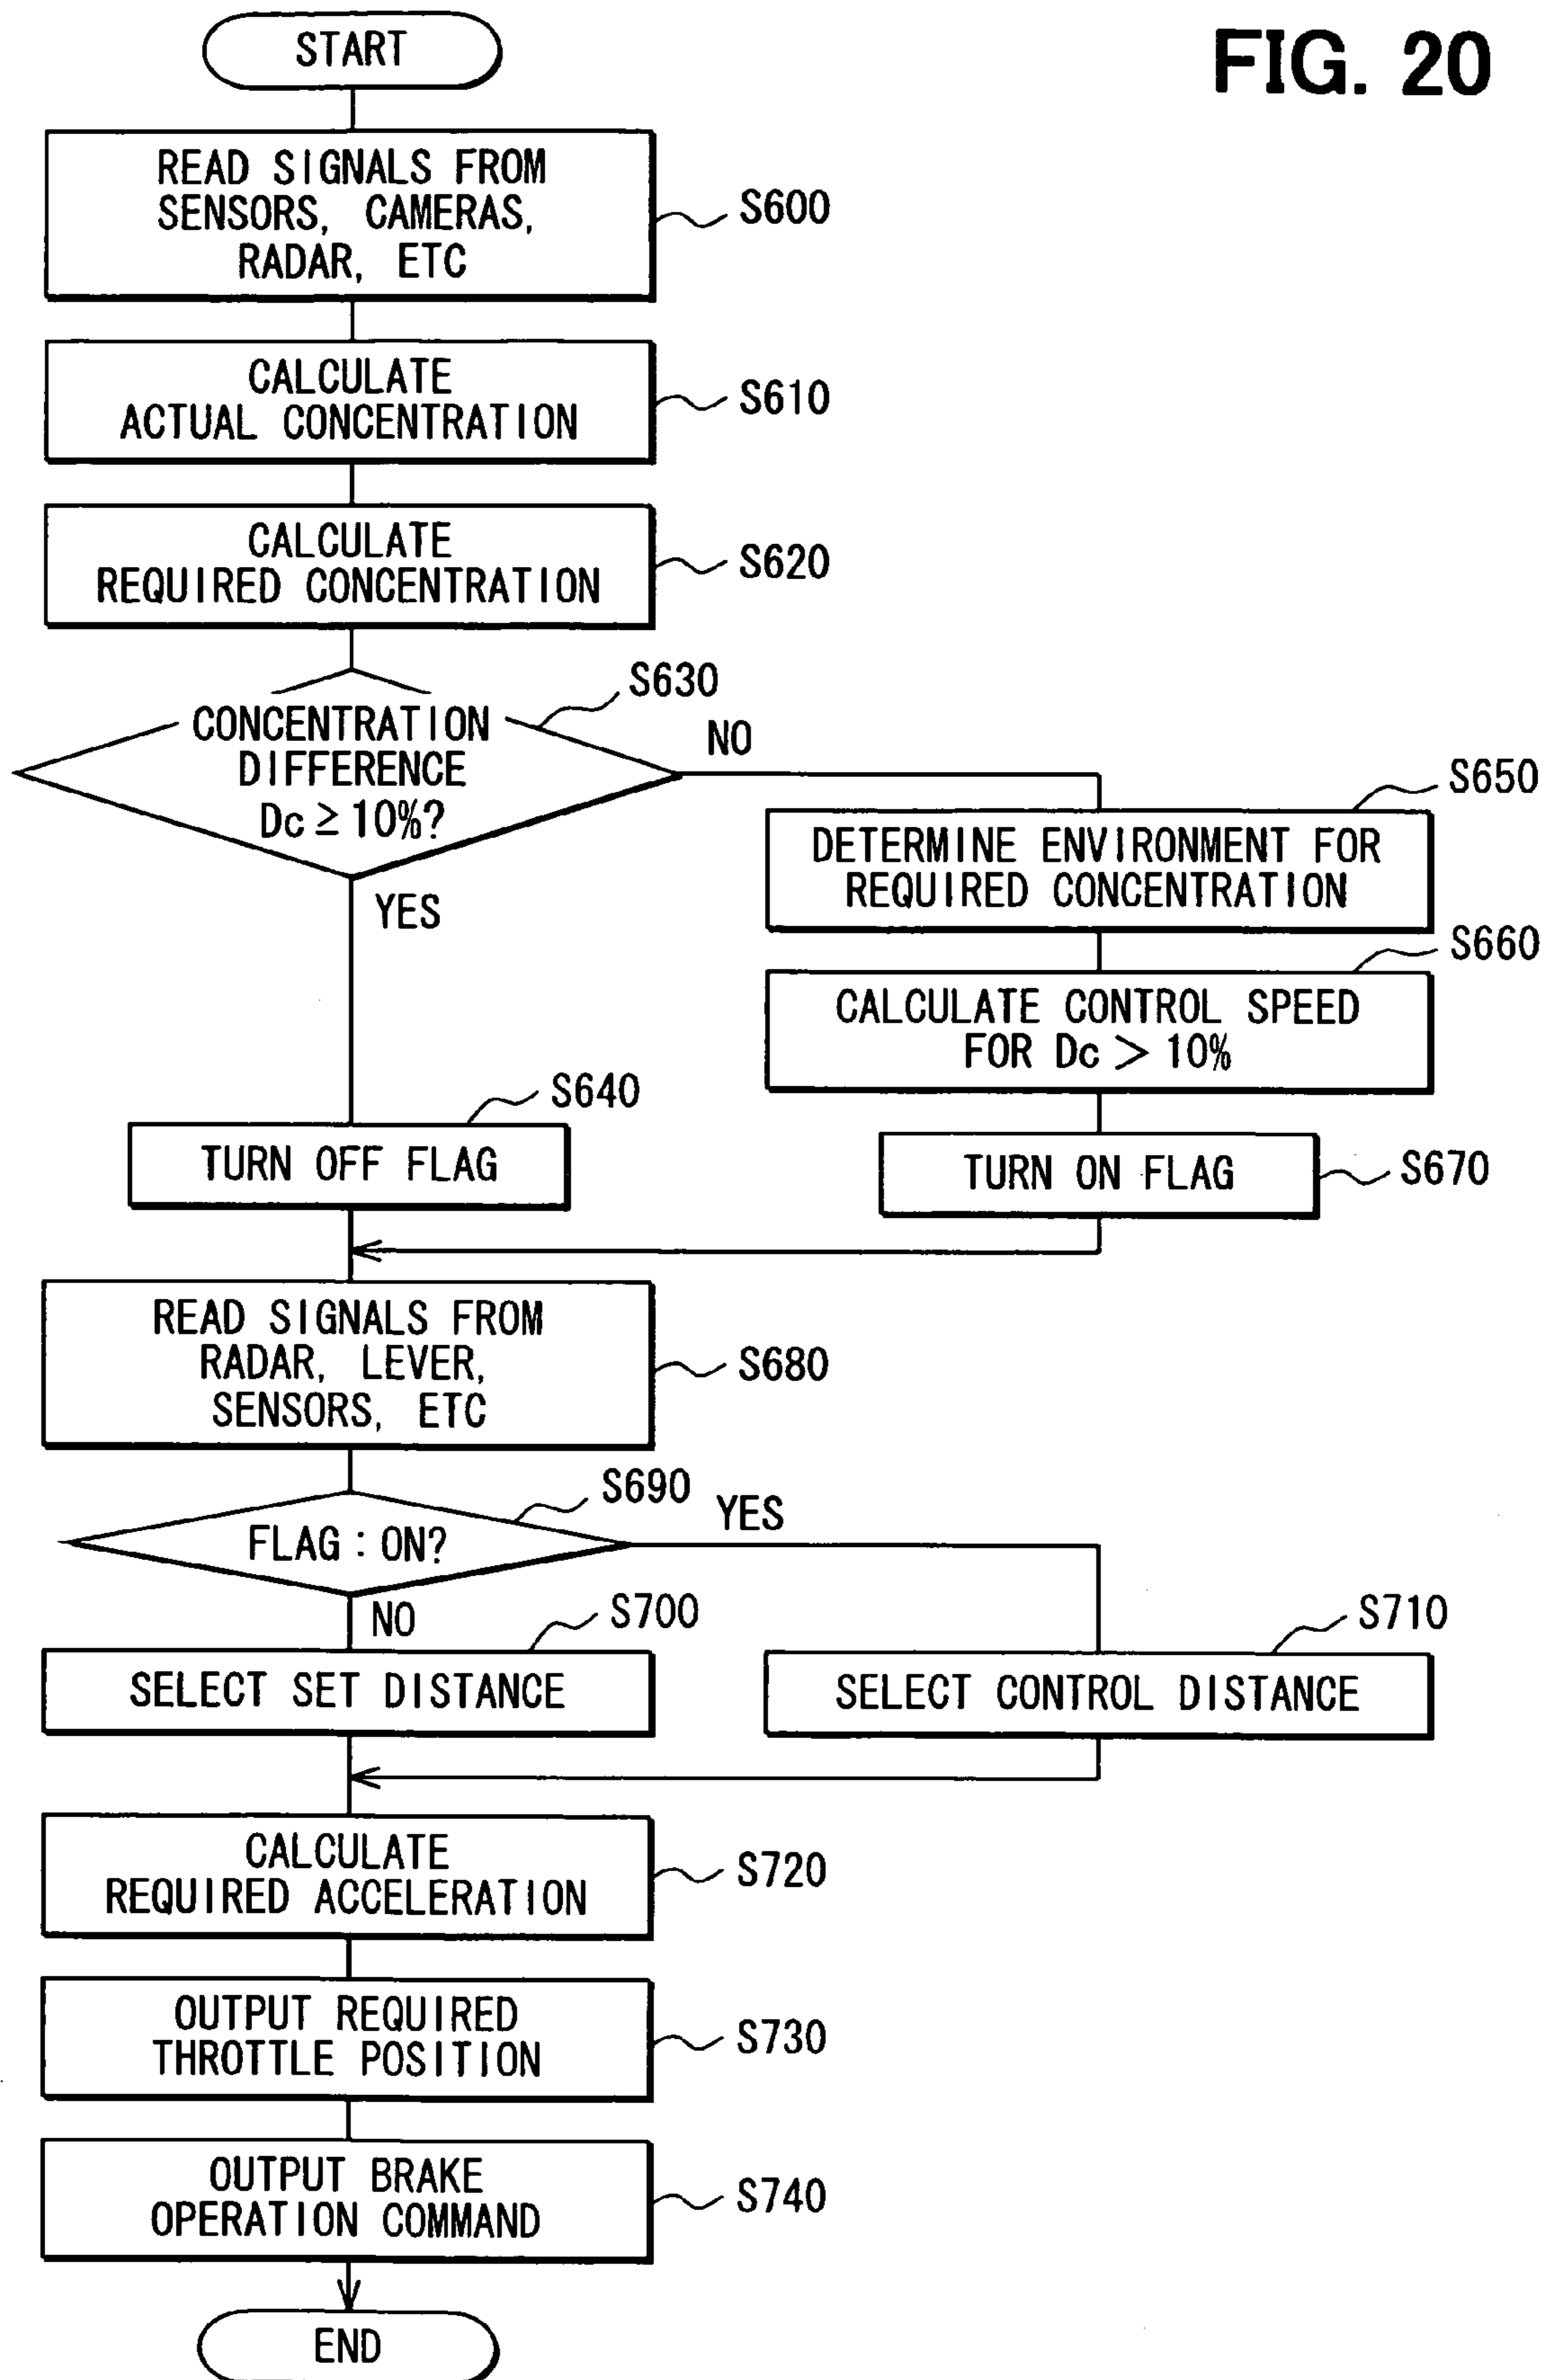 FIG. 20
START
READ SIGNALS FROM
SENSORS, CAMERAS,
RADAR, ETC
S600
CALCULATE
ACTUAL CONCENTRATION
S610
CALCULATE
REQUIRED CONCENTRATION
S620
CONCENTRATION
DIFFERENCE
Dc ≥ 10%?
S630
NO
YES
S650
DETERMINE ENVIRONMENT FOR
REQUIRED CONCENTRATION
S660
CALCULATE CONTROL SPEED
FOR Dc > 10%
S640
TURN OFF FLAG
TURN ON FLAG
S670
READ SIGNALS FROM
RADAR, LEVER,
SENSORS, ETC
S680
S690
FLAG : ON?
YES
NO
S700
SELECT SET DISTANCE
S710
SELECT CONTROL DISTANCE
CALCULATE
REQUIRED ACCELERATION
S720
OUTPUT REQUIRED
THROTTLE POSITION
S730
OUTPUT BRAKE
OPERATION COMMAND
S740
END